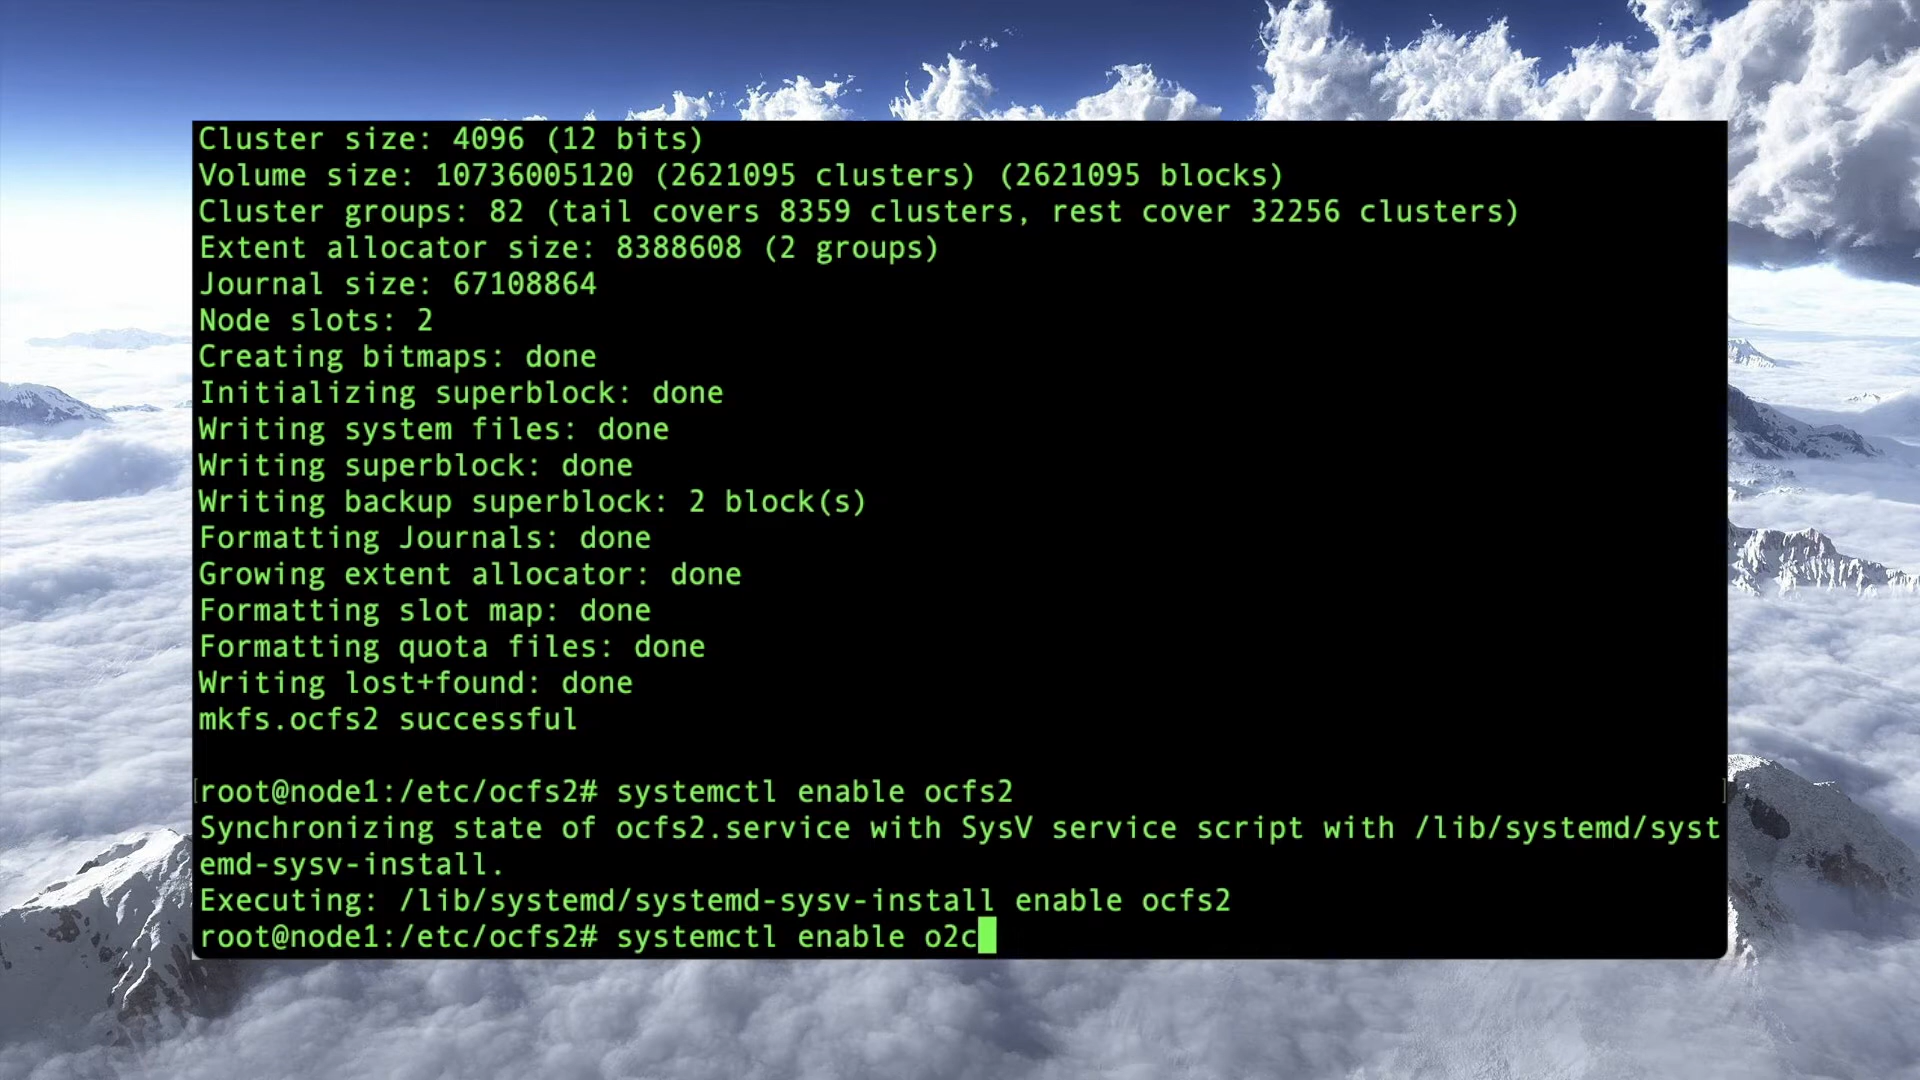 Cluster size: 4096 (12 bits)
Volume size: 10736005120 (2621095 clusters) (2621095 blocks)
Cluster groups: 82 (tail covers 8359 clusters, rest cover 32256 clusters)
Extent allocator size: 8388608 (2 groups)
Journal size: 67108864
Node slots: 2
Creating bitmaps: done
Initializing superblock: done
Writing system files: done
Writing superblock: done
Writing backup superblock: 2 block(s)
Formatting Journals: done
Growing extent allocator: done
Formatting slot map: done
Formatting quota files: done
Writing lost+found: done
mkfs.ocfs2 successful
[root@node1:/etc/ocfs2# systemctl enable ocfs2 ]
Synchronizing state of ocfs2.service with SysV service script with /lib/systemd/syst
emd-sysv-install.
Executing: /lib/systemd/systemd-sysv-install enable ocfs2
root@node1:/etc/ocfs2# systemctl enable o2c